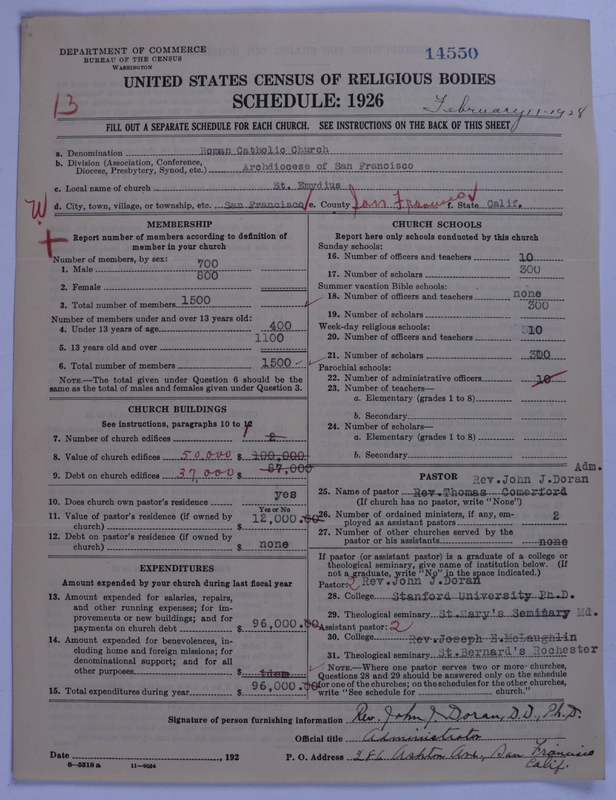 DEPARTMENT OF COMMERCE
BUREAU OF THE CENSUS
WASHINGTON
14550
UNITED STATES CENSUS OF RELIGIOUS BODIES
SCHEDULE: 1926
13
February 11-1928
FILL OUT A SEPARATE SCHEDULE FOR EACH CHURCH. SEE INSTRUCTIONS ON THE BACK OF THIS SHEET
a. Denomination Roman Catholic Church
b. Division (Association, Conference, Diocese, Presbytery, Synod, etc.) Archdiocese of San Francisco
c. Local name of church St. Emydius
W.
d. City, town, village, or township, etc. San Francisco e. County San Francisco f. State Calif.
MEMBERSHIP
Report number of members according to definition of
member in your church
Number of members, by sex:
1. Male 700
800
2. Female
3. Total number of members 1500
Number of members under and over 13 years old:
4. Under 13 years of age 400
1100
5. 13 years old and over
6. Total number of members 1500
NOTE.—The total given under Question 6 should be
same as the total of males and females given under Question 3.
CHURCH BUILDINGS
See instructions, paragraphs 10 to 12
7. Number of church edifices 1 2
8. Value of church edifices 50,000 $ 100,000
9. Debt on church edifices 37,000 $ 87,000
10. Does church own pastor's residence yes
Yes or No
11. Value of pastor's residence (if owned by
church) $ 12,000.00
12. Debt on pastor's residence (if owned by
church) $ none
EXPENDITURES
Amount expended by your church during last fiscal year
13. Amount expended for salaries, repairs,
and other running expenses; for im-
provements or new buildings; and for
payments on church debt $ 96,000.00
14. Amount expended for benevolences, in-
cluding home and foreign missions; for
denominational support; and for all
other purposes $ idem
15. Total expenditures during year $ 96,000.00
CHURCH SCHOOLS
Report here only schools conducted by this church
Sunday schools:
16. Number of officers and teachers 10
17. Number of scholars 300
Summer vacation Bible schools:
18. Number of officers and teachers none
300
19. Number of scholars
Week-day religious schools:
20. Number of officers and teachers 10
21. Number of scholars 300
Parochial schools:
22. Number of administrative officers 10
23. Number of teachers—
a. Elementary (grades 1 to 8)
b. Secondary
24. Number of scholars—
a. Elementary (grades 1 to 8)
b. Secondary
PASTOR Rev.John J.Doran Adm.
25. Name of pastor Rev.Thomas Comerford
(If church has no pastor, write "None")
26. Number of ordained ministers, if any, em-
ployed as assistant pastors 2
27. Number of other churches served by the
pastor or his assistants none
If pastor (or assistant pastor) is a graduate of a college or
theological seminary, give name of institution below. (If
not a graduate, write "No" in the space indicated.)
Pastor: 2 Rev.John J.Doran
28. College Stanford University Ph.D.
29. Theological seminary St.Mary's Seminary Md.
Assistant pastor: 2
30. College Rev.Joseph E.McLaughlin
31. Theological seminary St.Bernard's Rochester
NOTE.—Where one pastor serves two or more churches,
Questions 28 and 29 should be answered only on the schedule
for one of the churches; on the schedules for the other churches,
write "See schedule for church."
Signature of person furnishing information Rev. John J Doran, D.D., Ph.D.
Official title Administrator
Date , 192 P. O. Address 286 Ashton Ave, San Francisco
Calif.
8—5518a 11—2024